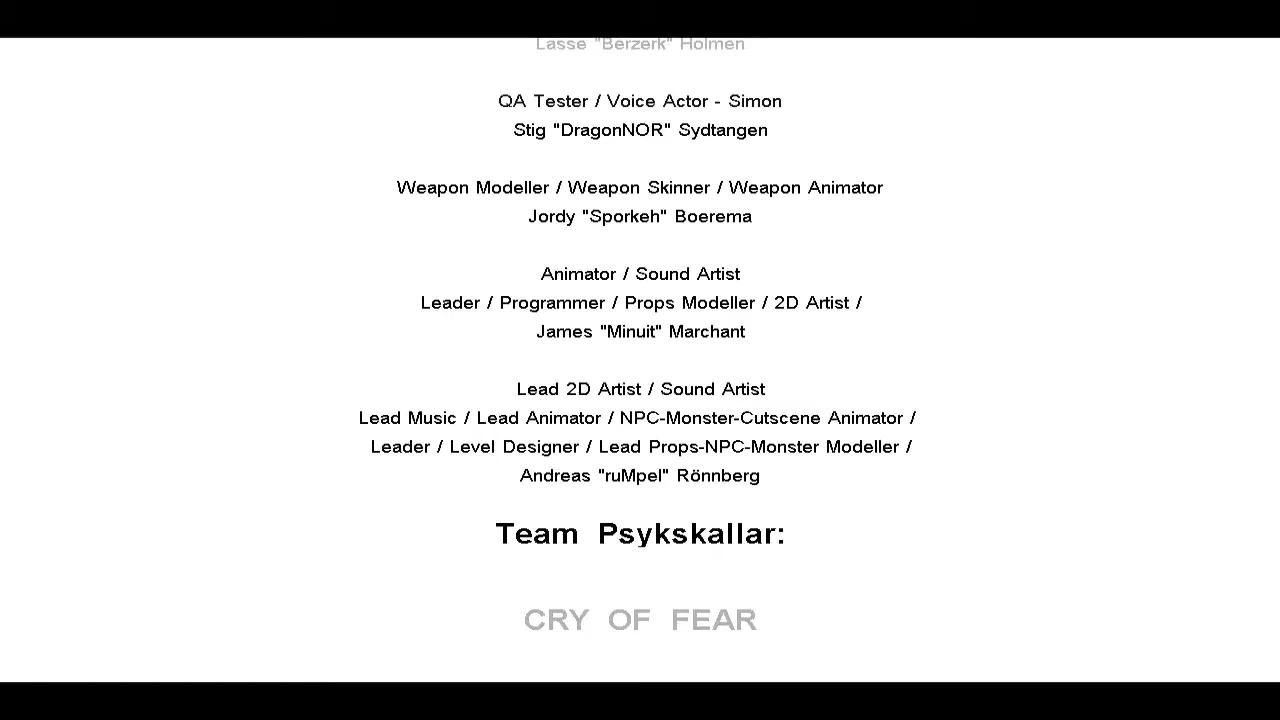 Lasse "Berzerk" Holmen
QA Tester / Voice Actor - Simon
Stig "DragonNOR" Sydtangen
Weapon Modeller / Weapon Skinner / Weapon Animator
Jordy "Sporkeh" Boerema
Animator / Sound Artist
Leader / Programmer / Props Modeller / 2D Artist /
James "Minuit" Marchant
Lead 2D Artist / Sound Artist
Lead Music / Lead Animator / NPC-Monster-Cutscene Animator /
Leader / Level Designer / Lead Props-NPC-Monster Modeller /
Andreas "ruMpel" Rönnberg
Team Psykskallar:
CRY OF FEAR